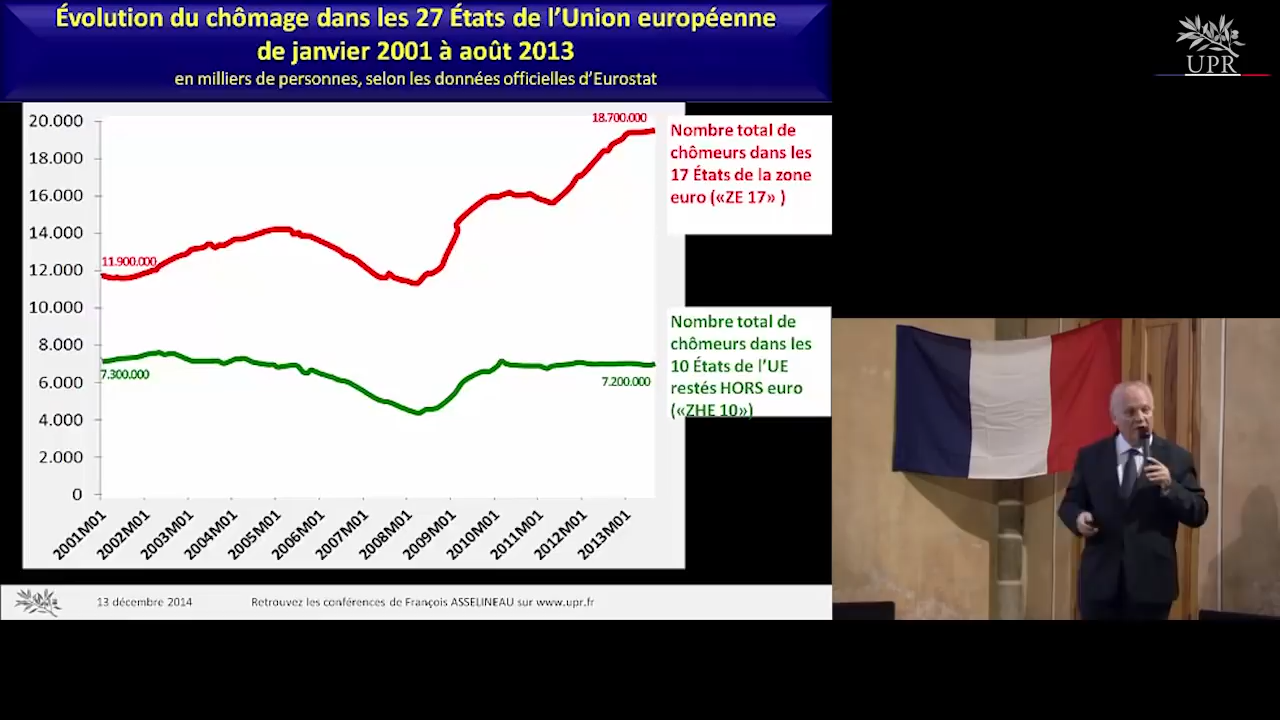 Évolution du chômage dans les 27 États de l’Union européenne
de janvier 2001 à août 2013
en milliers de personnes, selon les données officielles d’Eurostat
UPR
20.000
18.000
16.000
14.000
12.000
10.000
8.000
6.000
4.000
2.000
0
18.700.000
11.900.000
7.300.000
7.200.000
Nombre total de
chômeurs dans les
17 États de la zone
euro («ZE 17» )
Nombre total de
chômeurs dans les
10 États de l’UE
restés HORS euro
(«ZHE 10»)
2001M01
2002M01
2003M01
2004M01
2005M01
2006M01
2007M01
2008M01
2009M01
2010M01
2011M01
2012M01
2013M01
13 décembre 2014
Retrouvez les conférences de François ASSELINEAU sur www.upr.fr